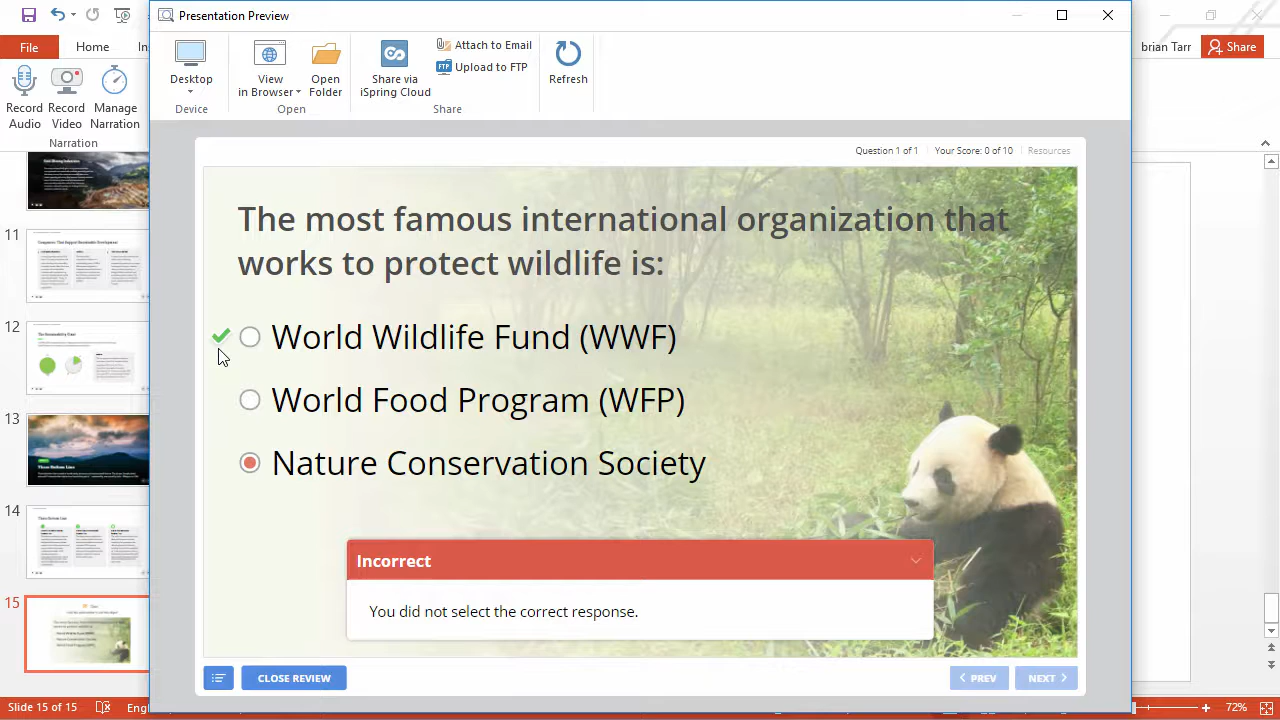 Presentation Preview
File
Home
In
brian Tarr
Share
Record Audio
Record Video
Manage Narration
Narration
Desktop
Device
View in Browser
Open Folder
Open
Share via iSpring Cloud
Attach to Email
FTP Upload to FTP
Share
Refresh
Question 1 of 1
Your Score: 0 of 10
Resources
The most famous international organization that
works to protect wildlife is:
World Wildlife Fund (WWF)
World Food Program (WFP)
Nature Conservation Society
Incorrect
You did not select the correct response.
CLOSE REVIEW
PREV
NEXT
11
12
13
14
15
Slide 15 of 15
Engl
72%